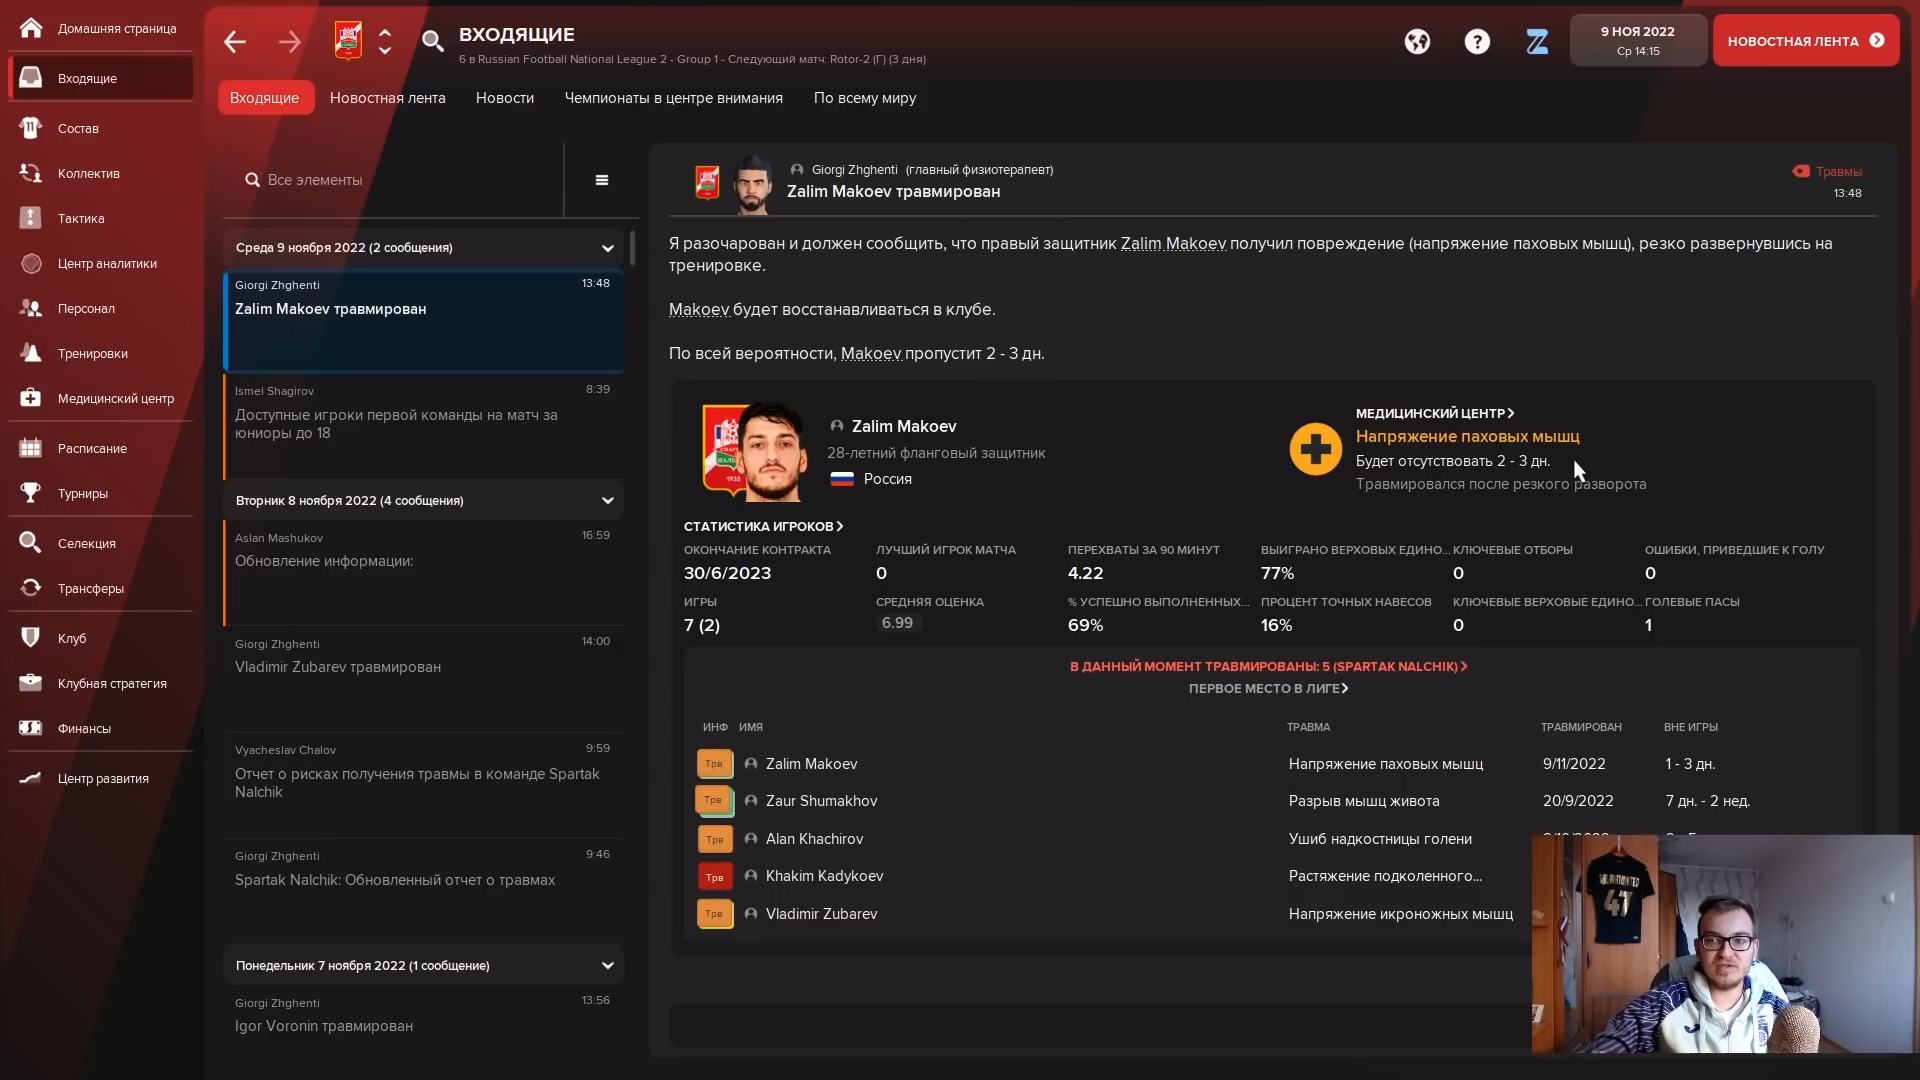 Домашняя страница
Входящие
Состав
Коллектив
Тактика
Центр аналитики
Персонал
Тренировки
Медицинский центр
Расписание
Турниры
Селекция
Трансферы
Клуб
Клубная стратегия
Финансы
Центр развития
ВХОДЯЩИЕ
6 в Russian Football National League 2 - Group 1 - Следующий матч: Rotor-2 (Г) (3 дня)
9 НОЯ 2022
Ср 14:15
НОВОСТНАЯ ЛЕНТА
Входящие Новостная лента Новости Чемпионаты в центре внимания По всему миру
Все элементы
Среда 9 ноября 2022 (2 сообщения)
Giorgi Zhghenti 13:48
Zalim Makoev травмирован
Ismel Shagirov 8:39
Доступные игроки первой команды на матч за
юниоры до 18
Вторник 8 ноября 2022 (4 сообщения)
Aslan Mashukov 16:59
Обновление информации:
Giorgi Zhghenti 14:00
Vladimir Zubarev травмирован
Vyacheslav Chalov 9:59
Отчет о рисках получения травмы в команде Spartak
Nalchik
Giorgi Zhghenti 9:46
Spartak Nalchik: Обновленный отчет о травмах
Понедельник 7 ноября 2022 (1 сообщение)
Giorgi Zhghenti 13:56
Igor Voronin травмирован
Giorgi Zhghenti (главный физиотерапевт)
Zalim Makoev травмирован
Травмы
13:48
Я разочарован и должен сообщить, что правый защитник Zalim Makoev получил повреждение (напряжение паховых мышц), резко развернувшись на
тренировке.
Makoev будет восстанавливаться в клубе.
По всей вероятности, Makoev пропустит 2 - 3 дн.
Zalim Makoev
28-летний фланговый защитник
Россия
МЕДИЦИНСКИЙ ЦЕНТР
Напряжение паховых мышц
Будет отсутствовать 2 - 3 дн.
Травмировался после резкого разворота
СТАТИСТИКА ИГРОКОВ
ОКОНЧАНИЕ КОНТРАКТА ЛУЧШИЙ ИГРОК МАТЧА ПЕРЕХВАТЫ ЗА 90 МИНУТ ВЫИГРАНО ВЕРХОВЫХ ЕДИНО... КЛЮЧЕВЫЕ ОТБОРЫ ОШИБКИ, ПРИВЕДШИЕ К ГОЛУ
30/6/2023 0 4.22 77% 0 0
ИГРЫ СРЕДНЯЯ ОЦЕНКА % УСПЕШНО ВЫПОЛНЕННЫХ... ПРОЦЕНТ ТОЧНЫХ НАВЕСОВ КЛЮЧЕВЫЕ ВЕРХОВЫЕ ЕДИНО... ГОЛЕВЫЕ ПАСЫ
7 (2) 6.99 69% 16% 0 1
В ДАННЫЙ МОМЕНТ ТРАВМИРОВАНЫ: 5 (SPARTAK NALCHIK)
ПЕРВОЕ МЕСТО В ЛИГЕ
ИНФ ИМЯ ТРАВМА ТРАВМИРОВАН ВНЕ ИГРЫ
Трв Zalim Makoev Напряжение паховых мышц 9/11/2022 1 - 3 дн.
Трв Zaur Shumakhov Разрыв мышц живота 20/9/2022 7 дн. - 2 нед.
Трв Alan Khachirov Ушиб надкостницы голени
Трв Khakim Kadykoev Растяжение подколенного...
Трв Vladimir Zubarev Напряжение икроножных мышц
47